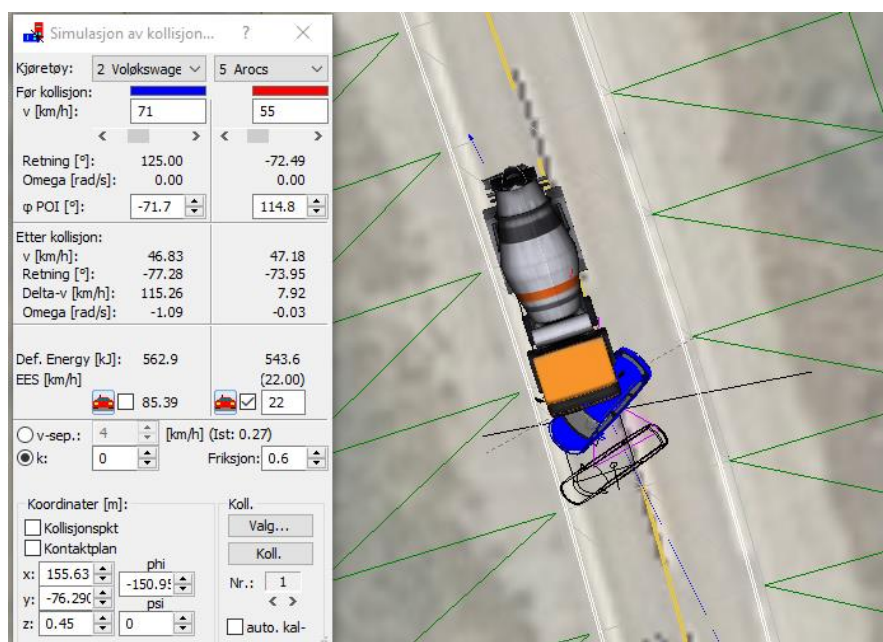 Simulasjon av kollisjon... ? ×
Kjøretøy: 2 Voløkswage 5 Arocs
Før kollisjon:
v [km/h]: 71 55
< > < >
Retning [°]: 125.00 -72.49
Omega [rad/s]: 0.00 0.00
φ POI [°]: -71.7 114.8
Etter kollisjon:
v [km/h]: 46.83 47.18
Retning [°]: -77.28 -73.95
Delta-v [km/h]: 115.26 7.92
Omega [rad/s]: -1.09 -0.03
Def. Energy [kJ]: 562.9 543.6
EES [km/h] (22.00)
85.39 22
v-sep.: 4 [km/h] (Ist: 0.27)
k: 0 Friksjon: 0.6
Koordinater [m]: Koll.
Kollisjonspkt Valg...
Kontaktplan Koll.
phi
x: 155.63 -150.95 Nr.: 1
psi < >
y: -76.290
z: 0.45 0 auto. kal-